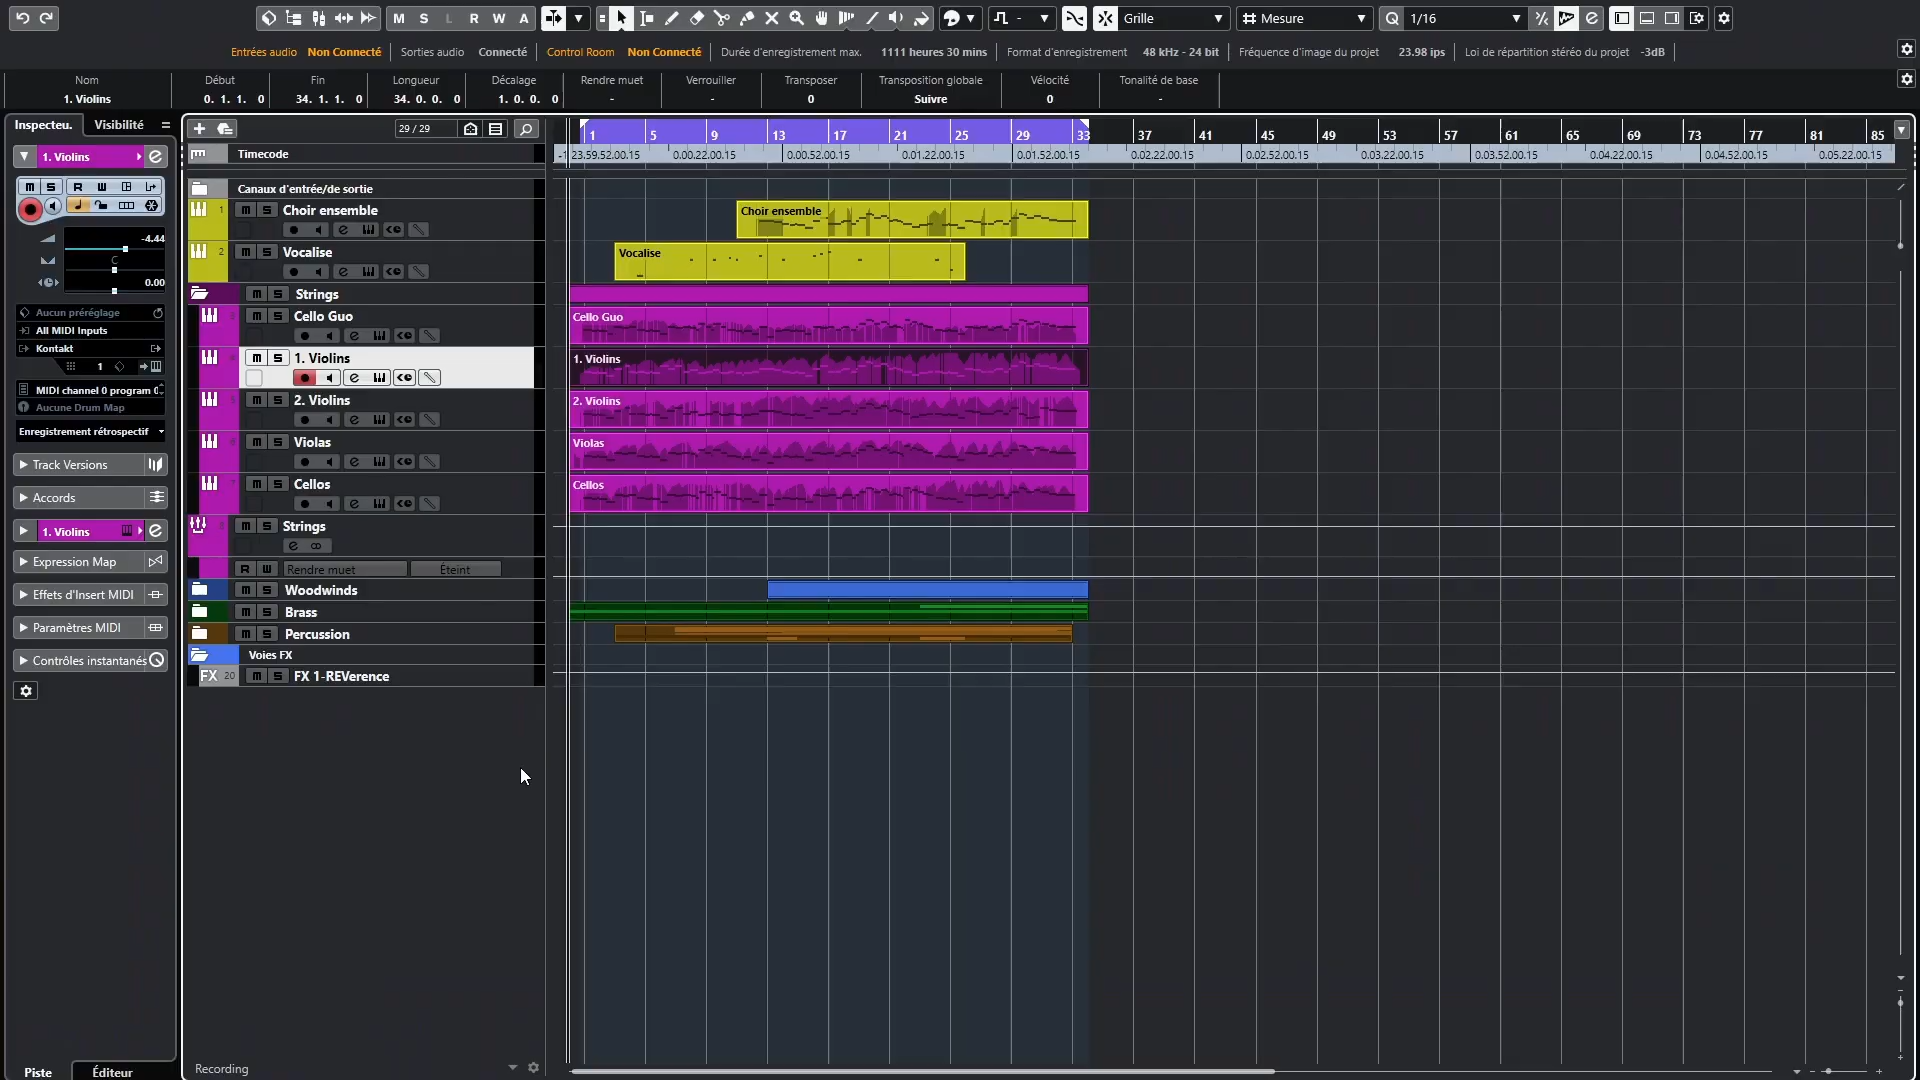 M S L R W A Grille Mesure Q 1/16
Entrées audio Non Connecté Sorties audio Connecté Control Room Non Connecté Durée d'enregistrement max. 1111 heures 30 mins Format d'enregistrement 48 kHz - 24 bit Fréquence d'image du projet 23.98 ips Loi de répartition stéréo du projet -3dB
Nom Début Fin Longueur Décalage Rendre muet Verrouiller Transposer Transposition globale Vélocité Tonalité de base
1. Violins 0. 1. 1. 0 34. 1. 1. 0 34. 0. 0. 0 1. 0. 0. 0 - - 0 Suivre 0 -
Inspecteu. Visibilité
29 / 29
1 5 9 13 17 21 25 29 33 37 41 45 49 53 57 61 65 69 73 77 81 85
1. Violins
Timecode
-1 23.59.52.00.15 0.00.22.00.15 0.00.52.00.15 0.01.22.00.15 0.01.52.00.15 0.02.22.00.15 0.02.52.00.15 0.03.22.00.15 0.03.52.00.15 0.04.22.00.15 0.04.52.00.15 0.05.22.00.15
M S R W
-4.44
C
0.00
Aucun préréglage
All MIDI Inputs
Kontakt
1
MIDI channel 0 program 0
Aucune Drum Map
Enregistrement rétrospectif
Track Versions
Accords
1. Violins
Expression Map
Effets d'Insert MIDI
Paramètres MIDI
Contrôles instantanés
Piste Éditeur
Canaux d'entrée/de sortie
1 m S Choir ensemble
2 m S Vocalise
m S Strings
m S Cello Guo
m S 1. Violins
5 m S 2. Violins
6 m S Violas
7 m S Cellos
8 m S Strings
R W Rendre muet Éteint
m S Woodwinds
m S Brass
m S Percussion
Voies FX
FX 20 m S FX 1-REVerence
Recording
Choir ensemble
Vocalise
Cello Guo
1. Violins
2. Violins
Violas
Cellos